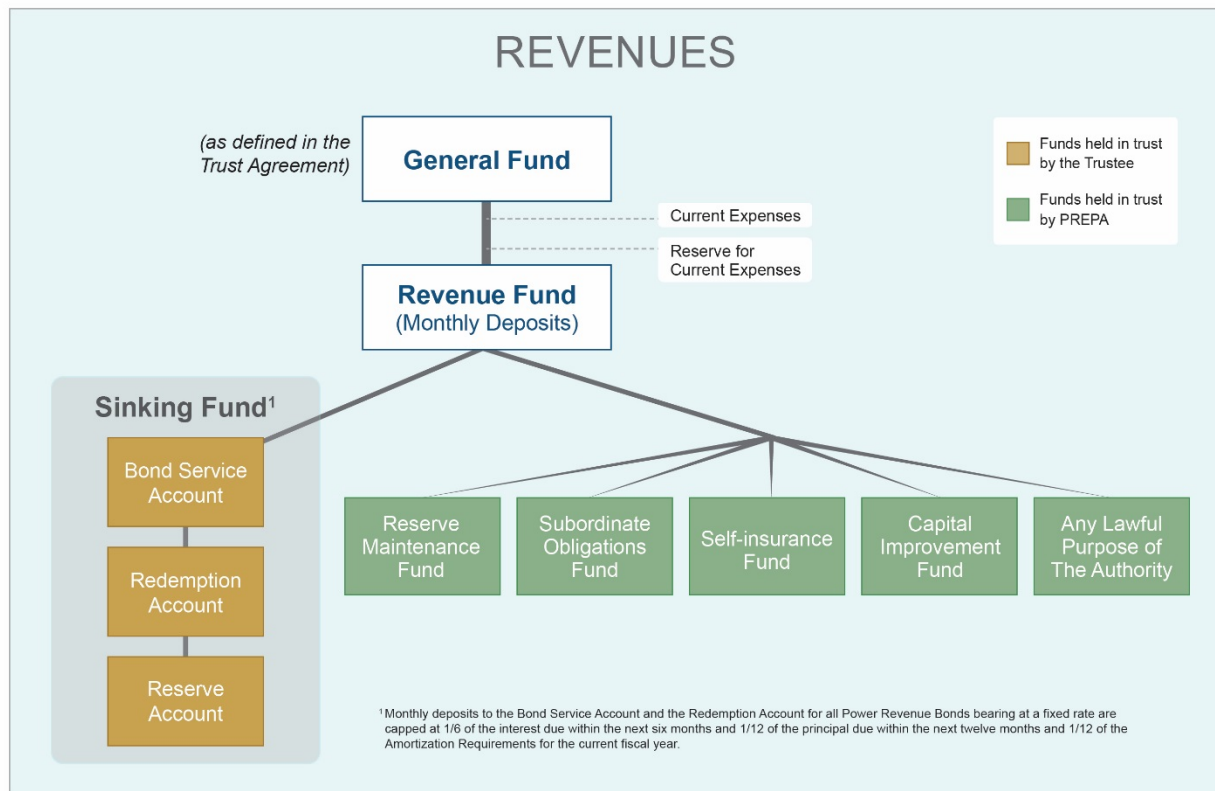 REVENUES
(as defined in the
Trust Agreement)
General Fund
Funds held in trust
by the Trustee
Funds held in trust
by PREPA
Current Expenses
Reserve for
Current Expenses
Revenue Fund
(Monthly Deposits)
Sinking Fund¹
Bond Service
Account
Redemption
Account
Reserve
Account
Reserve
Maintenance
Fund
Subordinate
Obligations
Fund
Self-insurance
Fund
Capital
Improvement
Fund
Any Lawful
Purpose of
The Authority
¹ Monthly deposits to the Bond Service Account and the Redemption Account for all Power Revenue Bonds bearing at a fixed rate are
capped at 1/6 of the interest due within the next six months and 1/12 of the principal due within the next twelve months and 1/12 of the
Amortization Requirements for the current fiscal year.